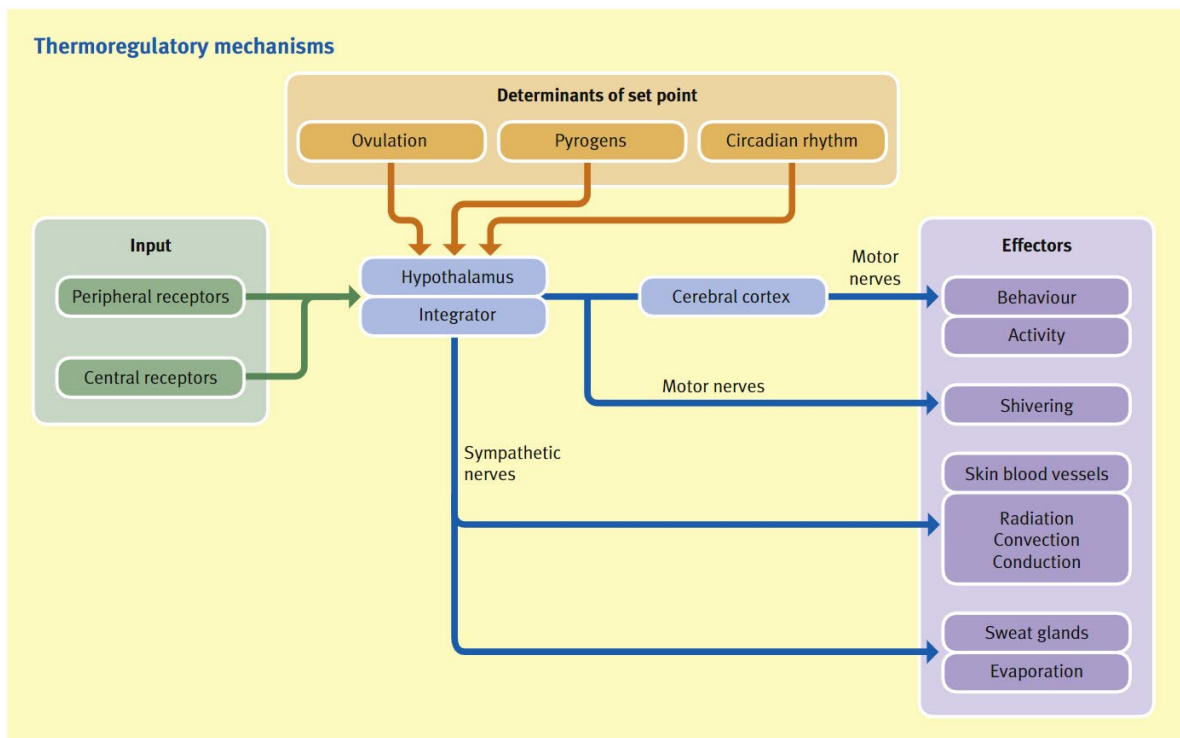 Thermoregulatory mechanisms
Determinants of set point
Ovulation
Pyrogens
Circadian rhythm
Input
Peripheral receptors
Central receptors
Hypothalamus
Integrator
Cerebral cortex
Motor
nerves
Motor nerves
Sympathetic
nerves
Effectors
Behaviour
Activity
Shivering
Skin blood vessels
Radiation
Convection
Conduction
Sweat glands
Evaporation